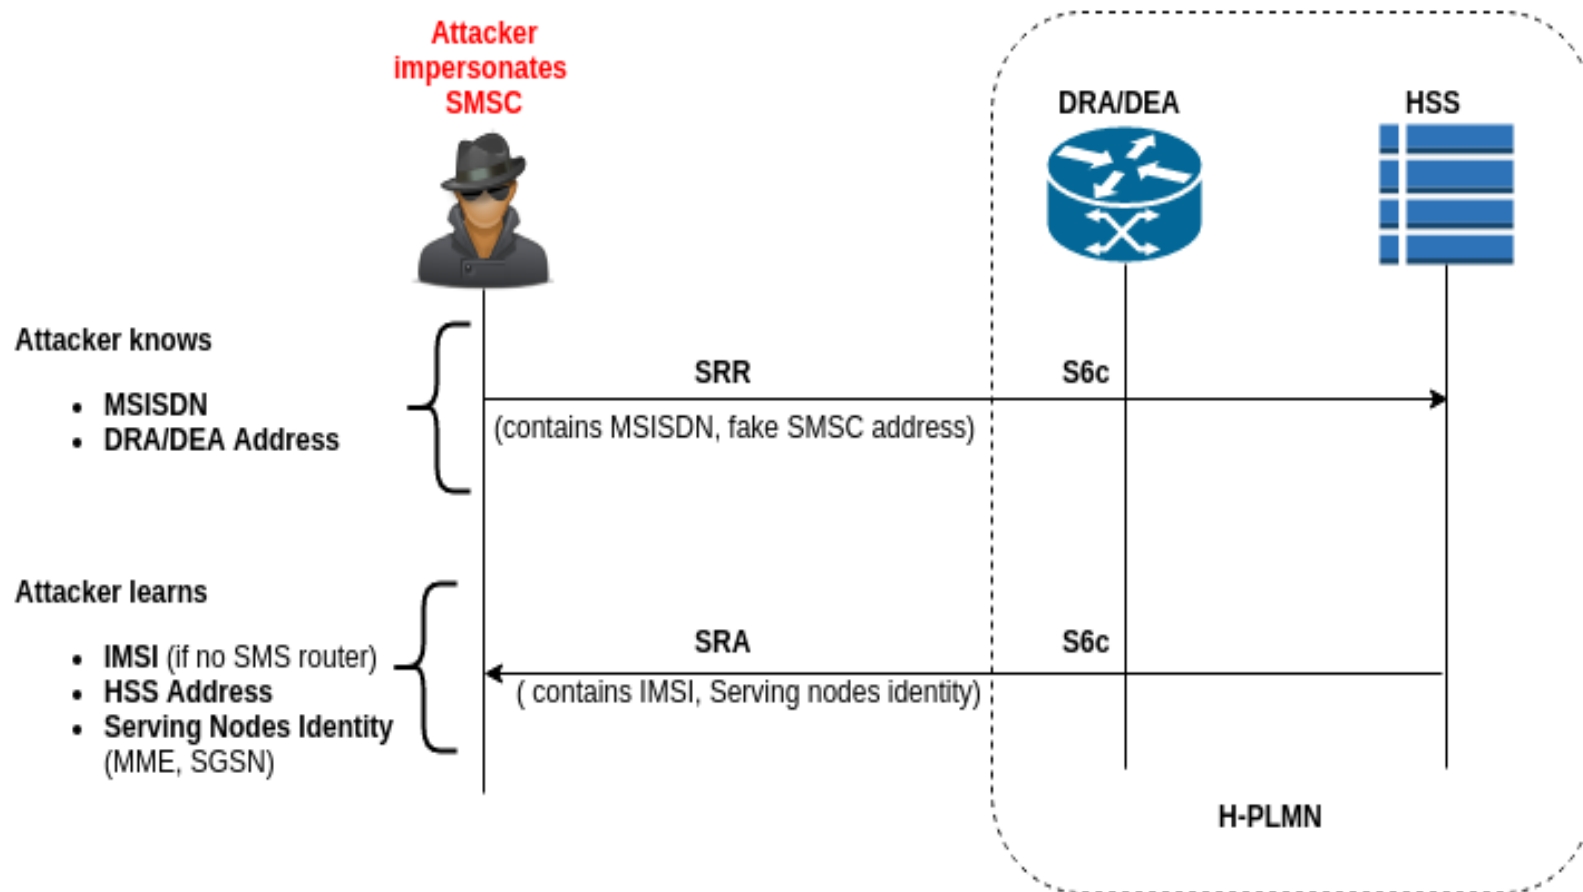 Attacker
impersonates
SMSC
DRA/DEA
HSS
Attacker knows
• MSISDN
• DRA/DEA Address
SRR
S6c
(contains MSISDN, fake SMSC address)
Attacker learns
• IMSI (if no SMS router)
• HSS Address
• Serving Nodes Identity
(MME, SGSN)
SRA
S6c
( contains IMSI, Serving nodes identity)
H-PLMN